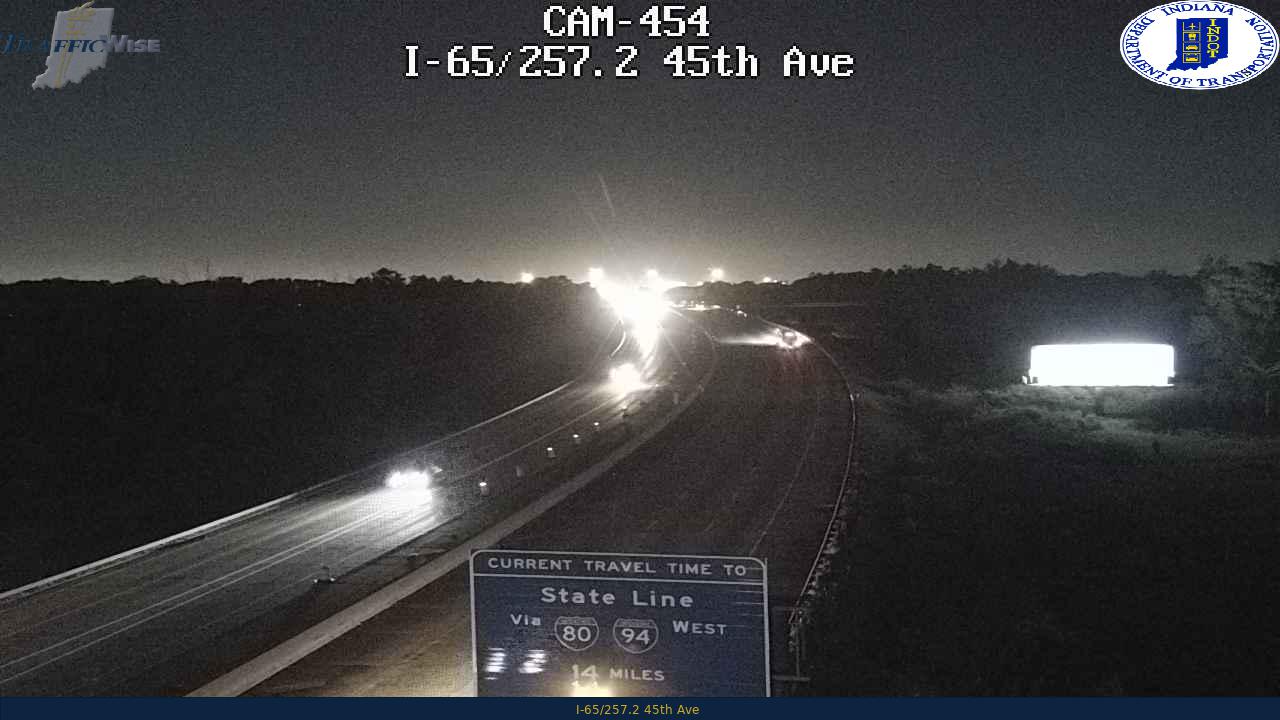 CAM-454
I-65/257.2 45th Ave
TrafficWise
INDIANA
DEPARTMENT OF TRANSPORTATION
INDOT
CURRENT TRAVEL TIME TO
State Line
Via 80 94 WEST
14 MILES
I-65/257.2 45th Ave